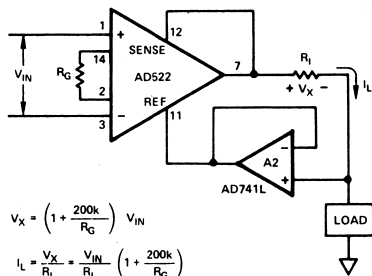 1
+
12
14
SENSE
V_IN
R_G
AD522
7
R_I
+ V_X −
I_L
2
REF
11
−
3
−
A2
+
AD741L
LOAD
V_X = (1 + 200k / R_G) V_IN
I_L = V_X / R_I = V_IN / R_I (1 + 200k / R_G)